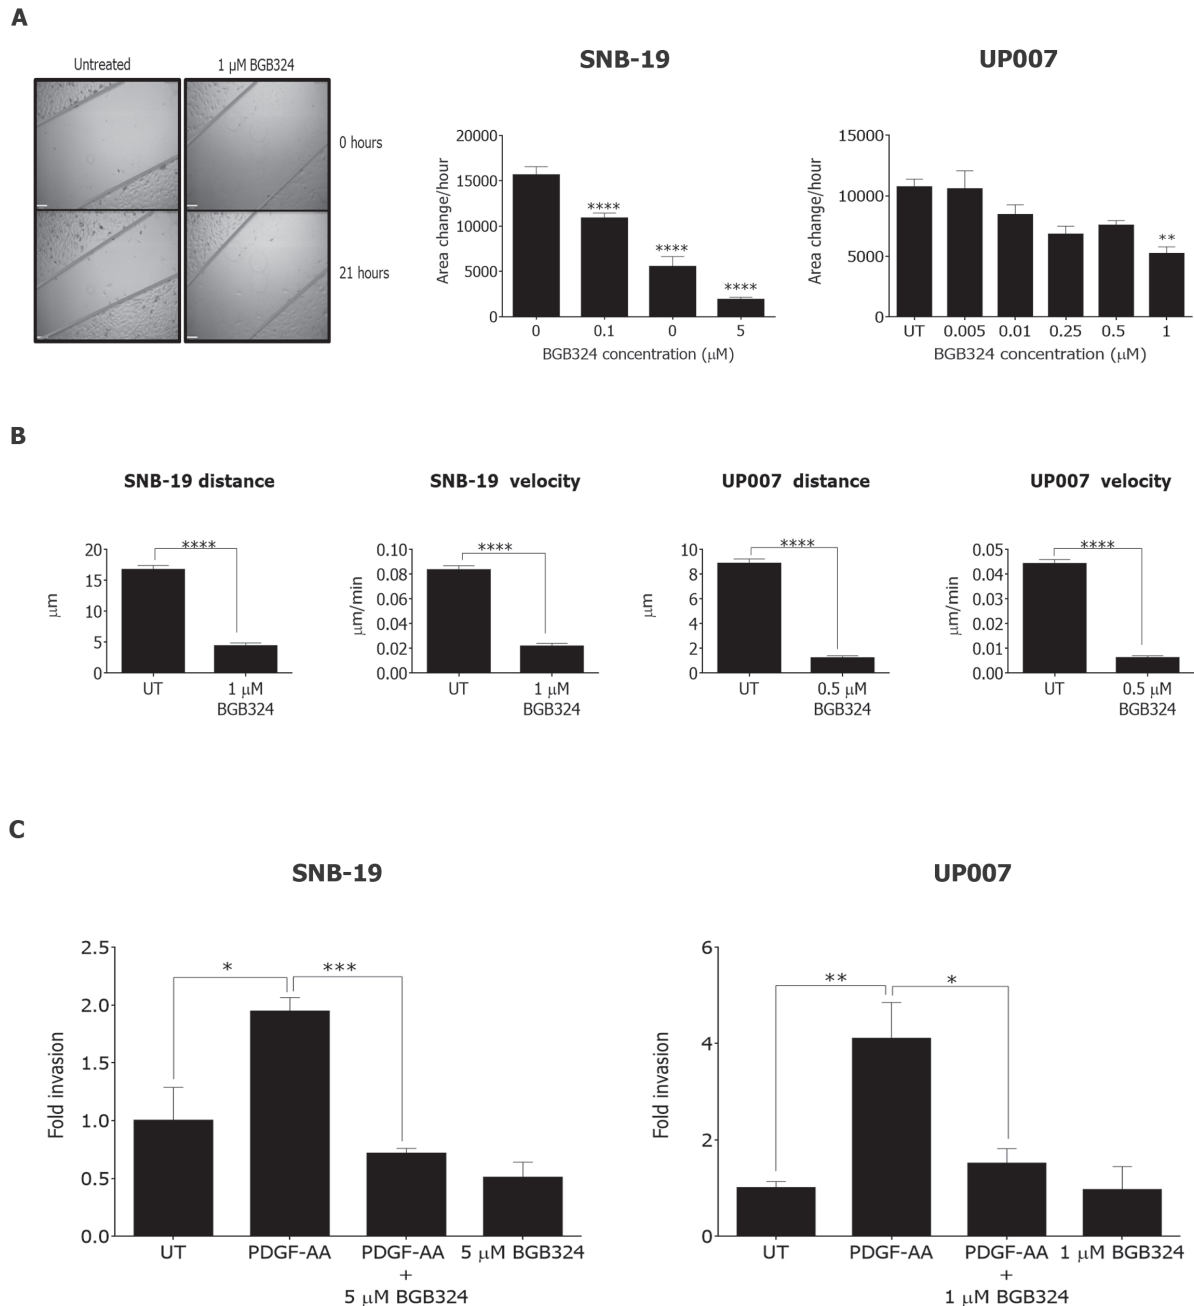 A
Untreated
1 μM BGB324
0 hours
21 hours
SNB-19
Area change/hour
20000
15000
10000
5000
0
****
****
****
0 0.1 0 5
BGB324 concentration (μM)
UP007
Area change/hour
15000
10000
5000
0
**
UT 0.005 0.01 0.25 0.5 1
BGB324 concentration (μM)
B
SNB-19 distance
μm
20
15
10
5
0
****
UT 1 μM
BGB324
SNB-19 velocity
μm/min
0.10
0.08
0.06
0.04
0.02
0.00
****
UT 1 μM
BGB324
UP007 distance
μm
10
8
6
4
2
0
****
UT 0.5 μM
BGB324
UP007 velocity
μm/min
0.05
0.04
0.03
0.02
0.01
0.00
****
UT 0.5 μM
BGB324
C
SNB-19
Fold invasion
2.5
2.0
1.5
1.0
0.5
0.0
* ***
UT PDGF-AA PDGF-AA 5 μM BGB324
+
5 μM BGB324
UP007
Fold invasion
6
4
2
0
** *
UT PDGF-AA PDGF-AA 1 μM BGB324
+
1 μM BGB324